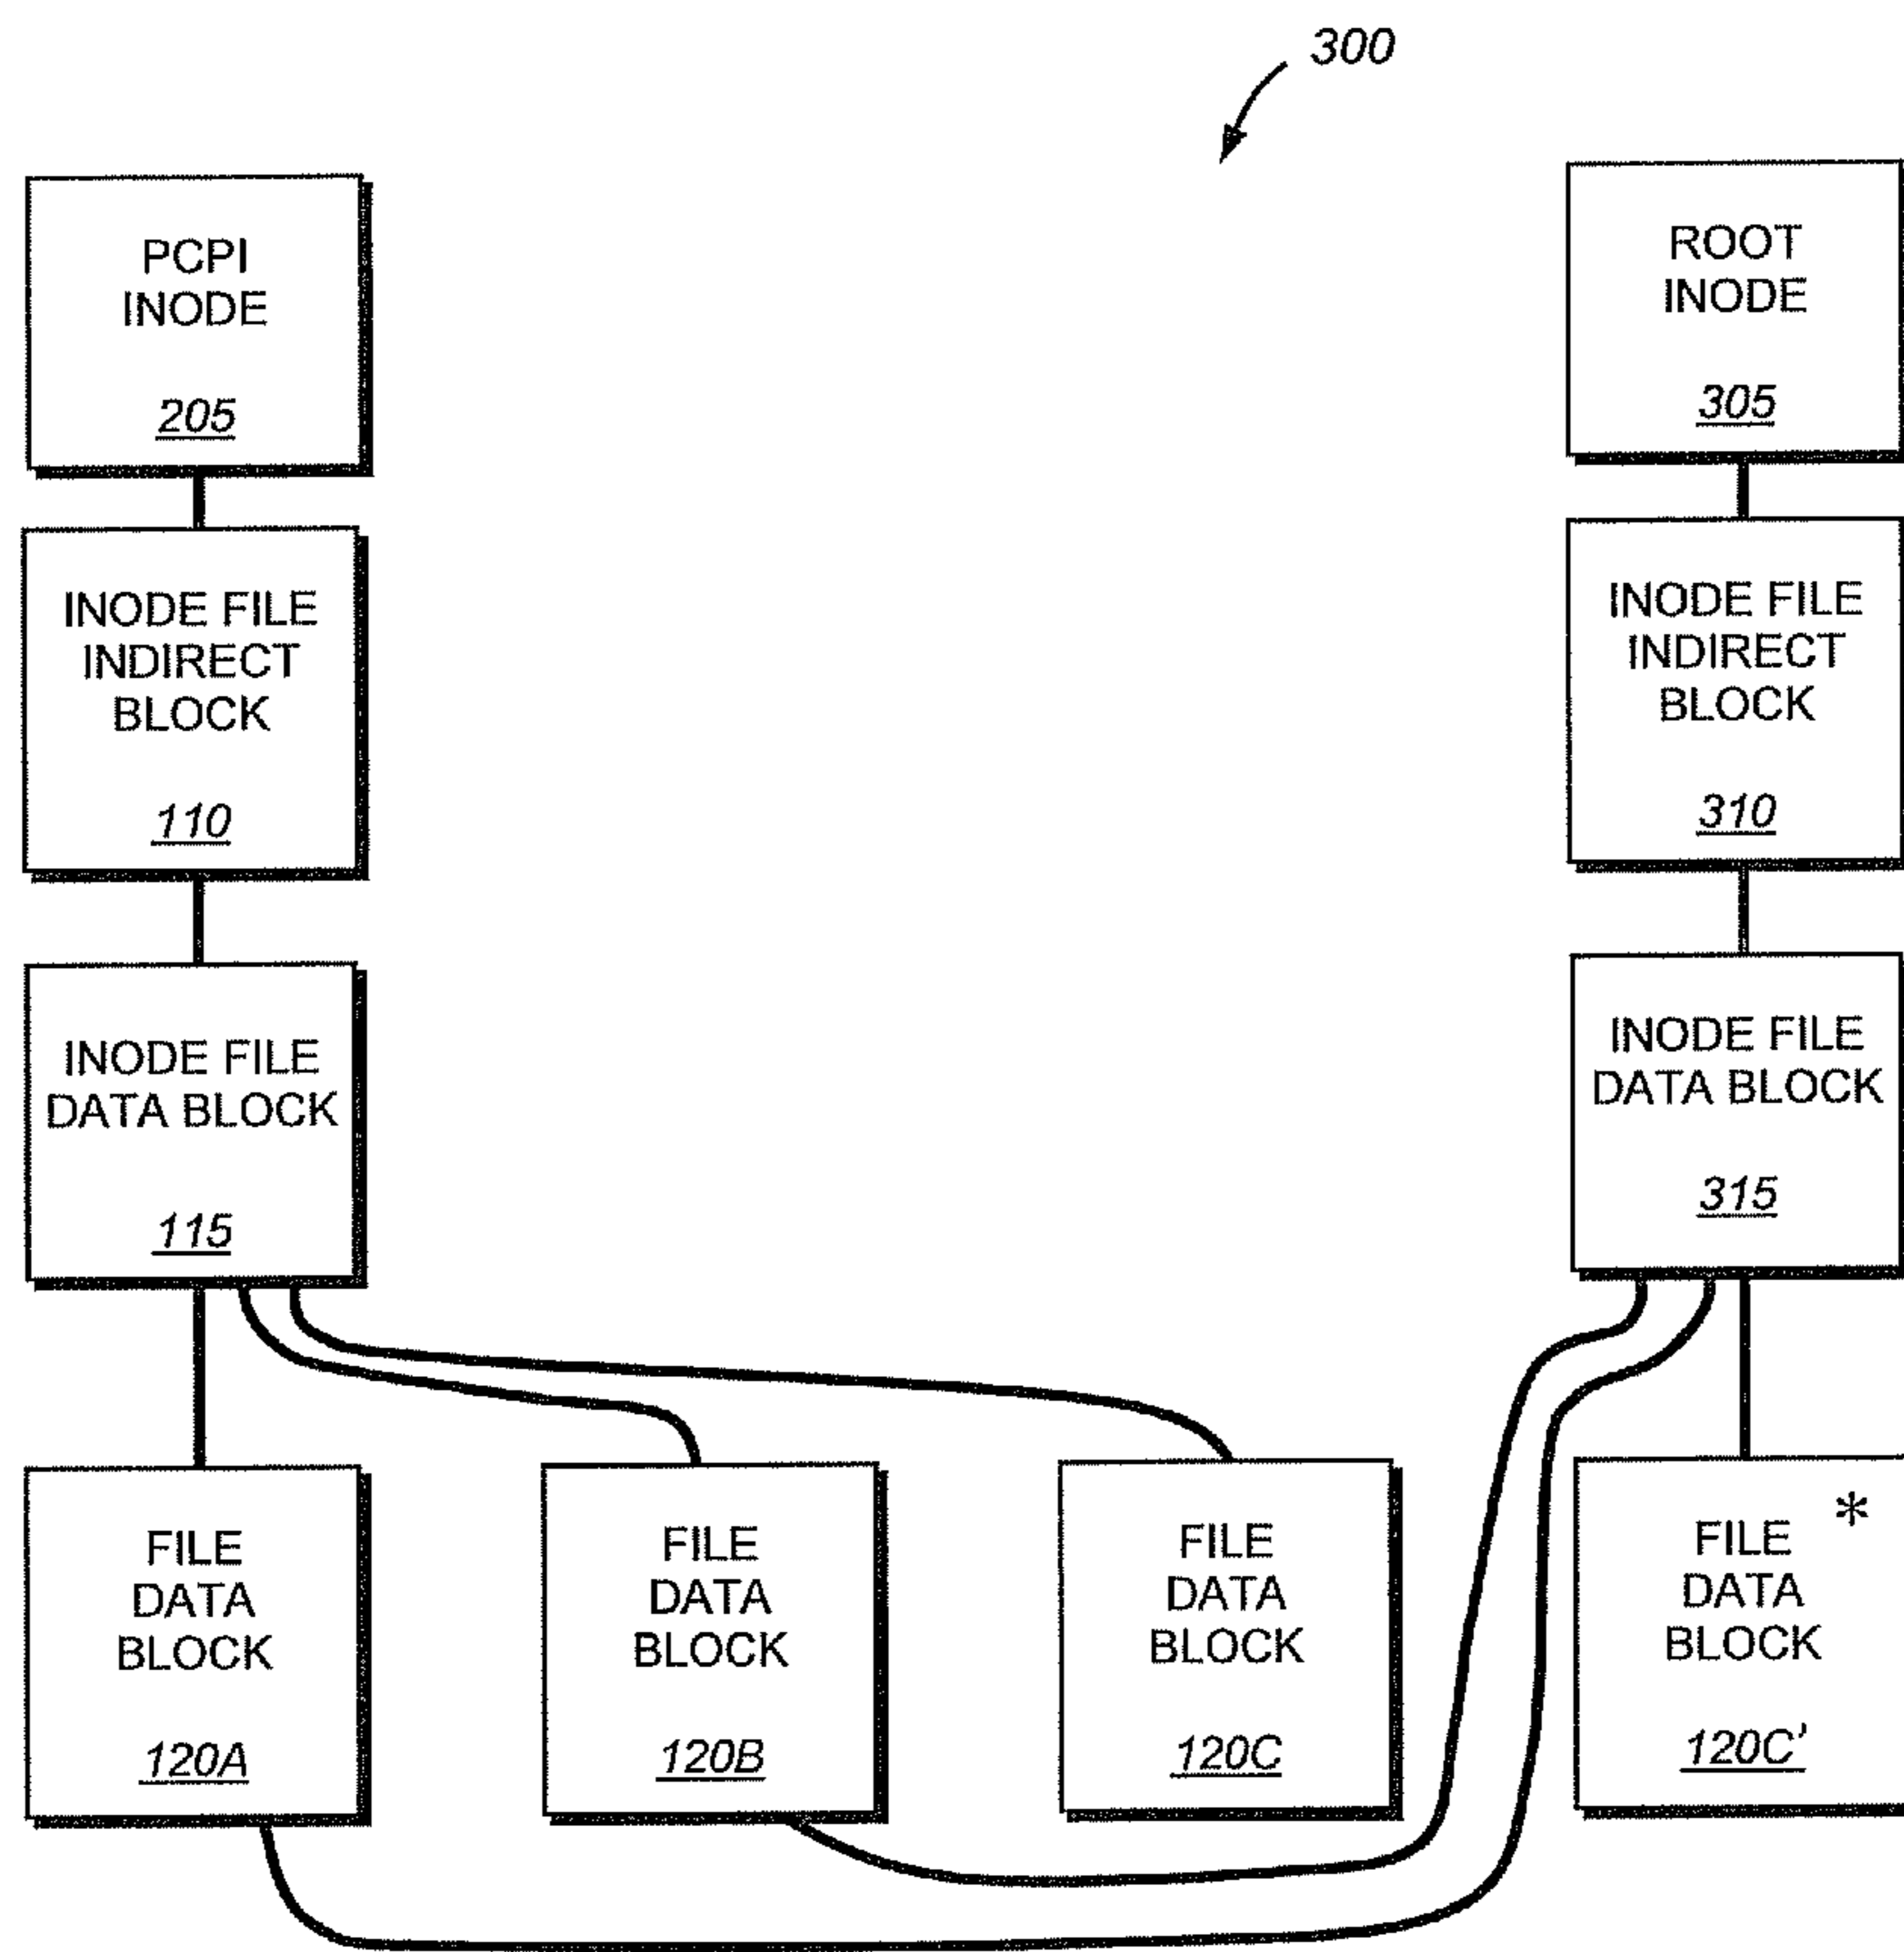 300
PCPI
INODE
205
ROOT
INODE
305
INODE FILE
INDIRECT
BLOCK
110
INODE FILE
INDIRECT
BLOCK
310
INODE FILE
DATA BLOCK
115
INODE FILE
DATA BLOCK
315
FILE
DATA
BLOCK
120A
FILE
DATA
BLOCK
120B
FILE
DATA
BLOCK
120C
*
FILE
DATA
BLOCK
120C'